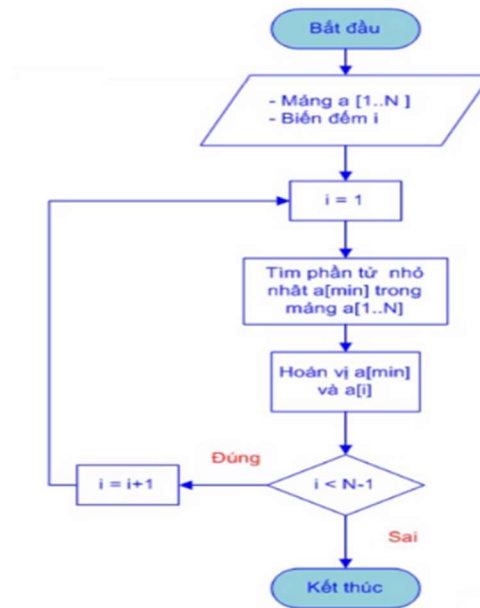 Bắt đầu
- Mảng a [1..N ]
- Biến đếm i
i = 1
Tìm phần tử nhỏ
nhât a[min] trong
mảng a[1..N]
Hoán vị a[min]
và a[i]
Đúng
i = i+1
i < N-1
Sai
Kết thúc